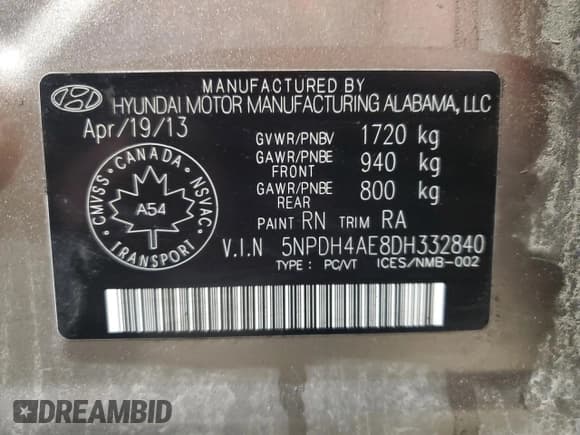 MANUFACTURED BY
HYUNDAI MOTOR MANUFACTURING ALABAMA, LLC
Apr/19/13
GVWR/PNBV 1720 kg
GAWR/PNBE FRONT 940 kg
GAWR/PNBE REAR 800 kg
PAINT RN TRIM RA
V.I.N 5NPDH4AE8DH332840
TYPE : PC/VT ICES/NMB-002
CMVSS • CANADA • NSVAC • TRANSPORT •
A54
DREAMBID